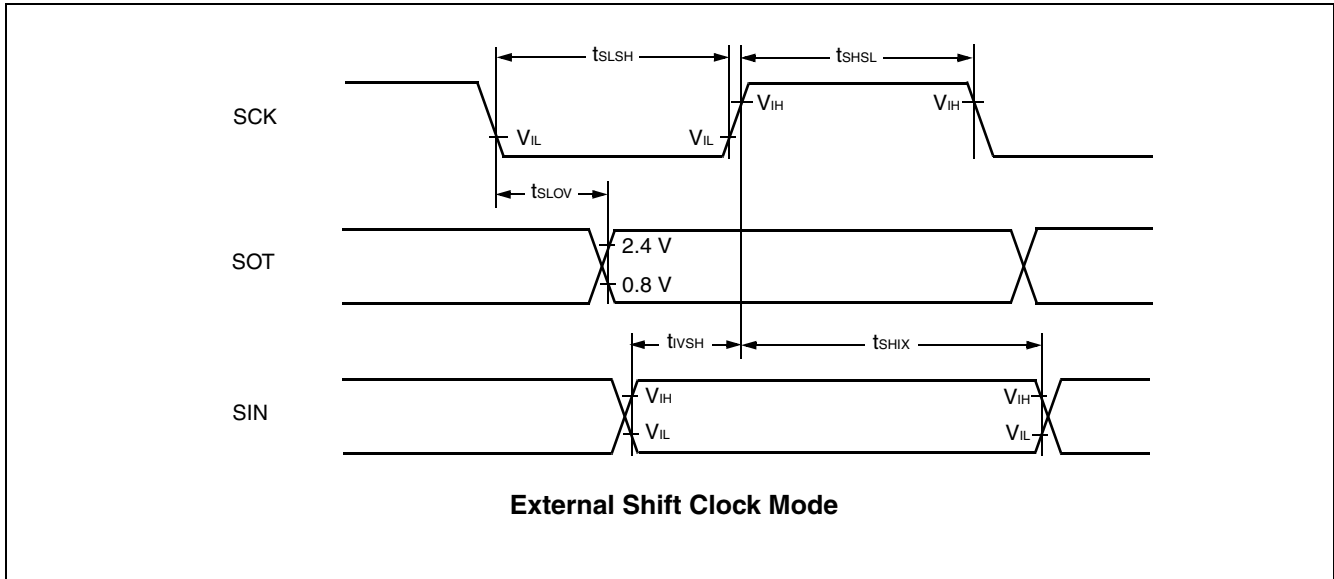 tSLSH tSHSL
SCK VIH VIH
VIL VIL
tSLOV
SOT 2.4 V
0.8 V
tIVSH tSHIX
SIN VIH VIH
VIL VIL
External Shift Clock Mode